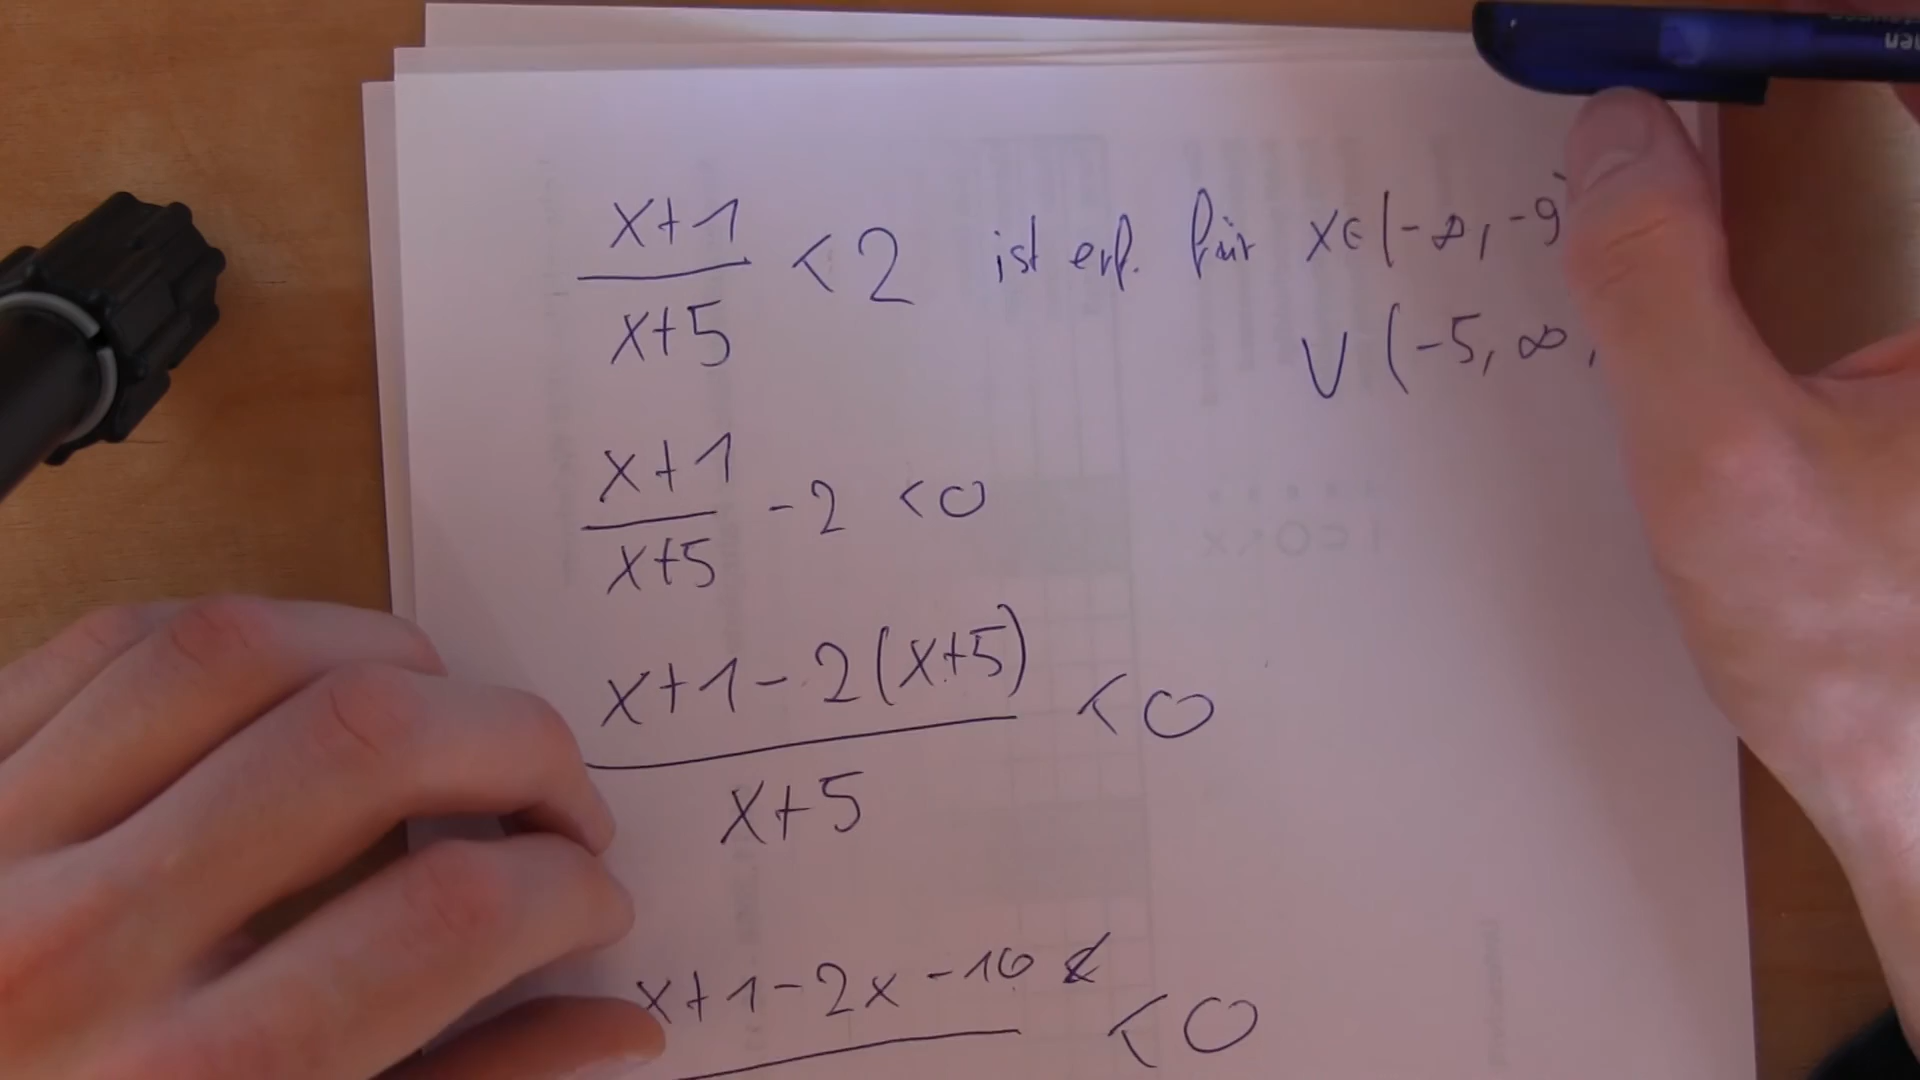 x+1
x+5
< 2 ist erf. für x∈(-∞, -9
∨ (-5, ∞,
x+1
x+5
- 2 < 0
x+1-2(x+5)
x+5
< 0
x+1-2x-10
< 0